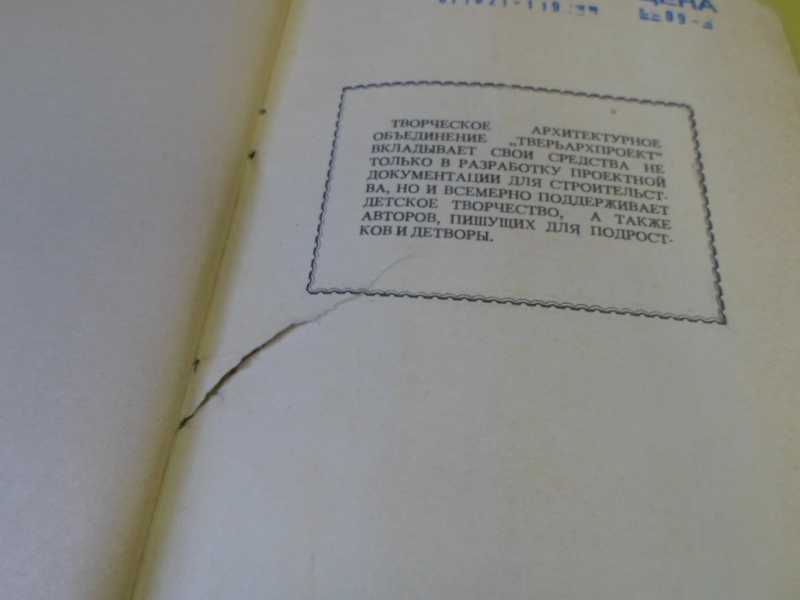 ЦЕНА
ТВОРЧЕСКОЕ АРХИТЕКТУРНОЕ
ОБЪЕДИНЕНИЕ „ТВЕРЬАРХПРОЕКТ“
ВКЛАДЫВАЕТ СВОИ СРЕДСТВА НЕ
ТОЛЬКО В РАЗРАБОТКУ ПРОЕКТНОЙ
ДОКУМЕНТАЦИИ ДЛЯ СТРОИТЕЛЬСТ-
ВА, НО И ВСЕМЕРНО ПОДДЕРЖИВАЕТ
ДЕТСКОЕ ТВОРЧЕСТВО, А ТАКЖЕ
АВТОРОВ, ПИШУЩИХ ДЛЯ ПОДРОСТ-
КОВ И ДЕТВОРЫ.